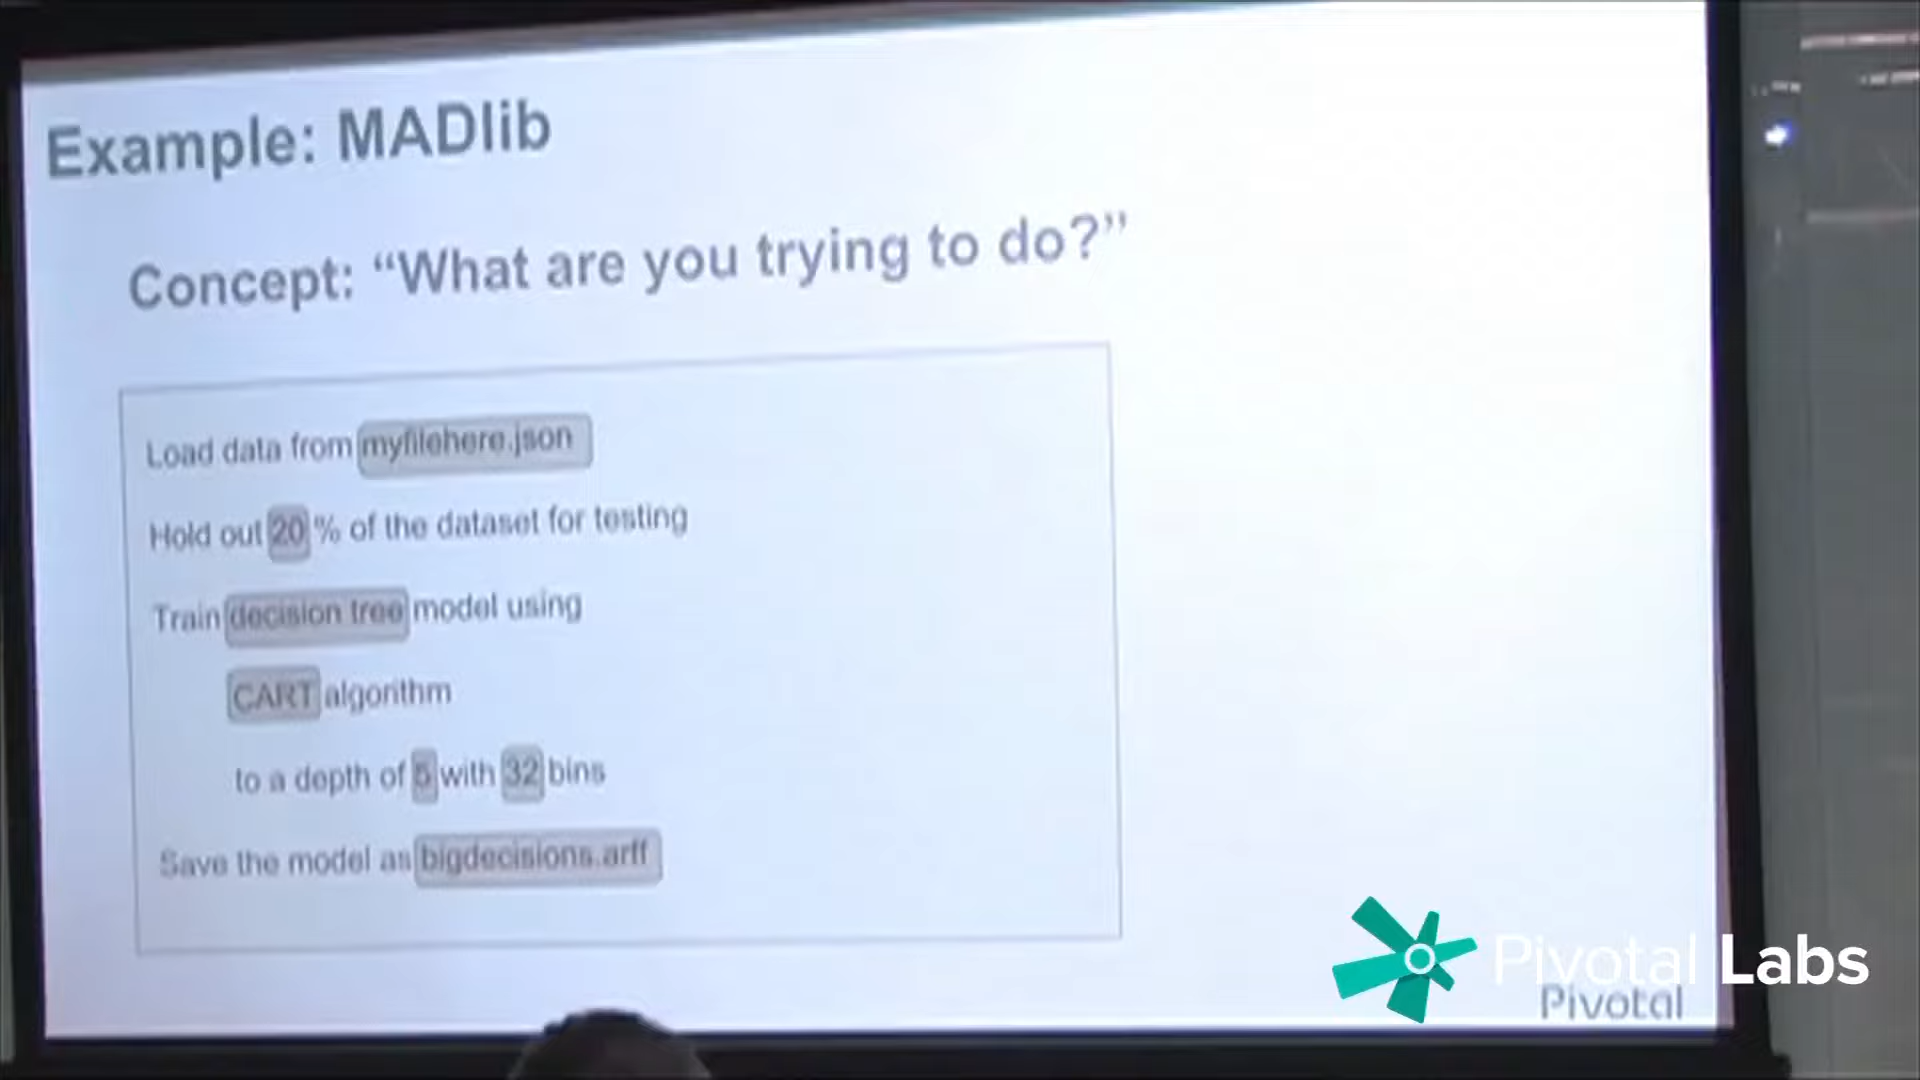 Example: MADlib
Concept: “What are you trying to do?”
Load data from myfilehere.json
Hold out 20 % of the dataset for testing
Train decision tree model using
CART algorithm
to a depth of 5 with 32 bins
Save the model as bigdecisions.arff
Pivotal Labs
Pivotal